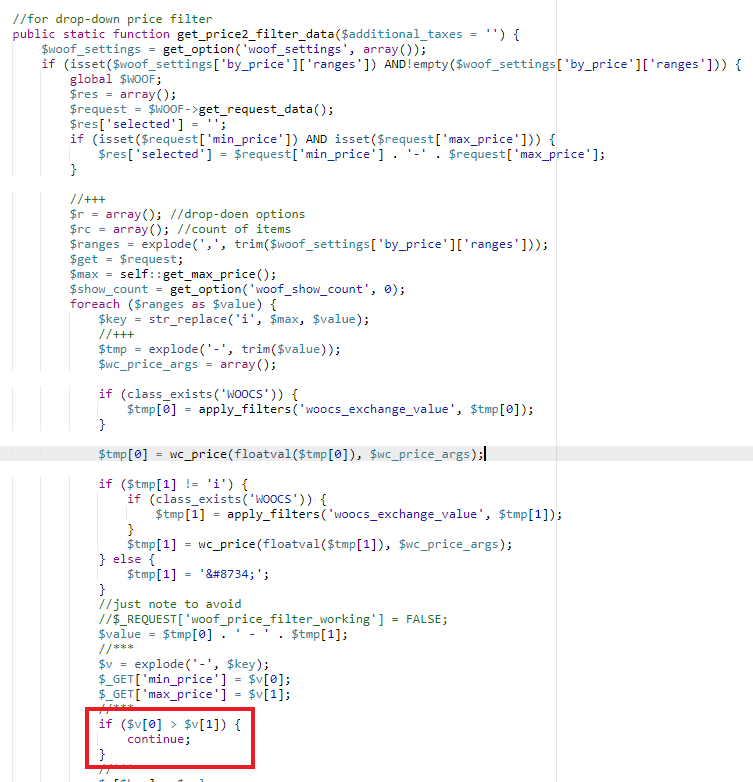 //for drop-down price filter
public static function get_price2_filter_data($additional_taxes = '') {
$woof_settings = get_option('woof_settings', array());
if (isset($woof_settings['by_price']['ranges']) AND!empty($woof_settings['by_price']['ranges'])) {
global $WOOF;
$res = array();
$request = $WOOF->get_request_data();
$res['selected'] = '';
if (isset($request['min_price']) AND isset($request['max_price'])) {
$res['selected'] = $request['min_price'] . '-' . $request['max_price'];
}
//+++
$r = array(); //drop-doen options
$rc = array(); //count of items
$ranges = explode(',', trim($woof_settings['by_price']['ranges']));
$get = $request;
$max = self::get_max_price();
$show_count = get_option('woof_show_count', 0);
foreach ($ranges as $value) {
$key = str_replace('i', $max, $value);
//+++
$tmp = explode('-', trim($value));
$wc_price_args = array();
if (class_exists('WOOCS')) {
$tmp[0] = apply_filters('woocs_exchange_value', $tmp[0]);
}
$tmp[0] = wc_price(floatval($tmp[0]), $wc_price_args);
if ($tmp[1] != 'i') {
if (class_exists('WOOCS')) {
$tmp[1] = apply_filters('woocs_exchange_value', $tmp[1]);
}
$tmp[1] = wc_price(floatval($tmp[1]), $wc_price_args);
} else {
$tmp[1] = '&#8734;';
}
//just note to avoid
//$_REQUEST['woof_price_filter_working'] = FALSE;
$value = $tmp[0] . ' - ' . $tmp[1];
//***
$v = explode('-', $key);
$_GET['min_price'] = $v[0];
$_GET['max_price'] = $v[1];
//***
if ($v[0] > $v[1]) {
continue;
}